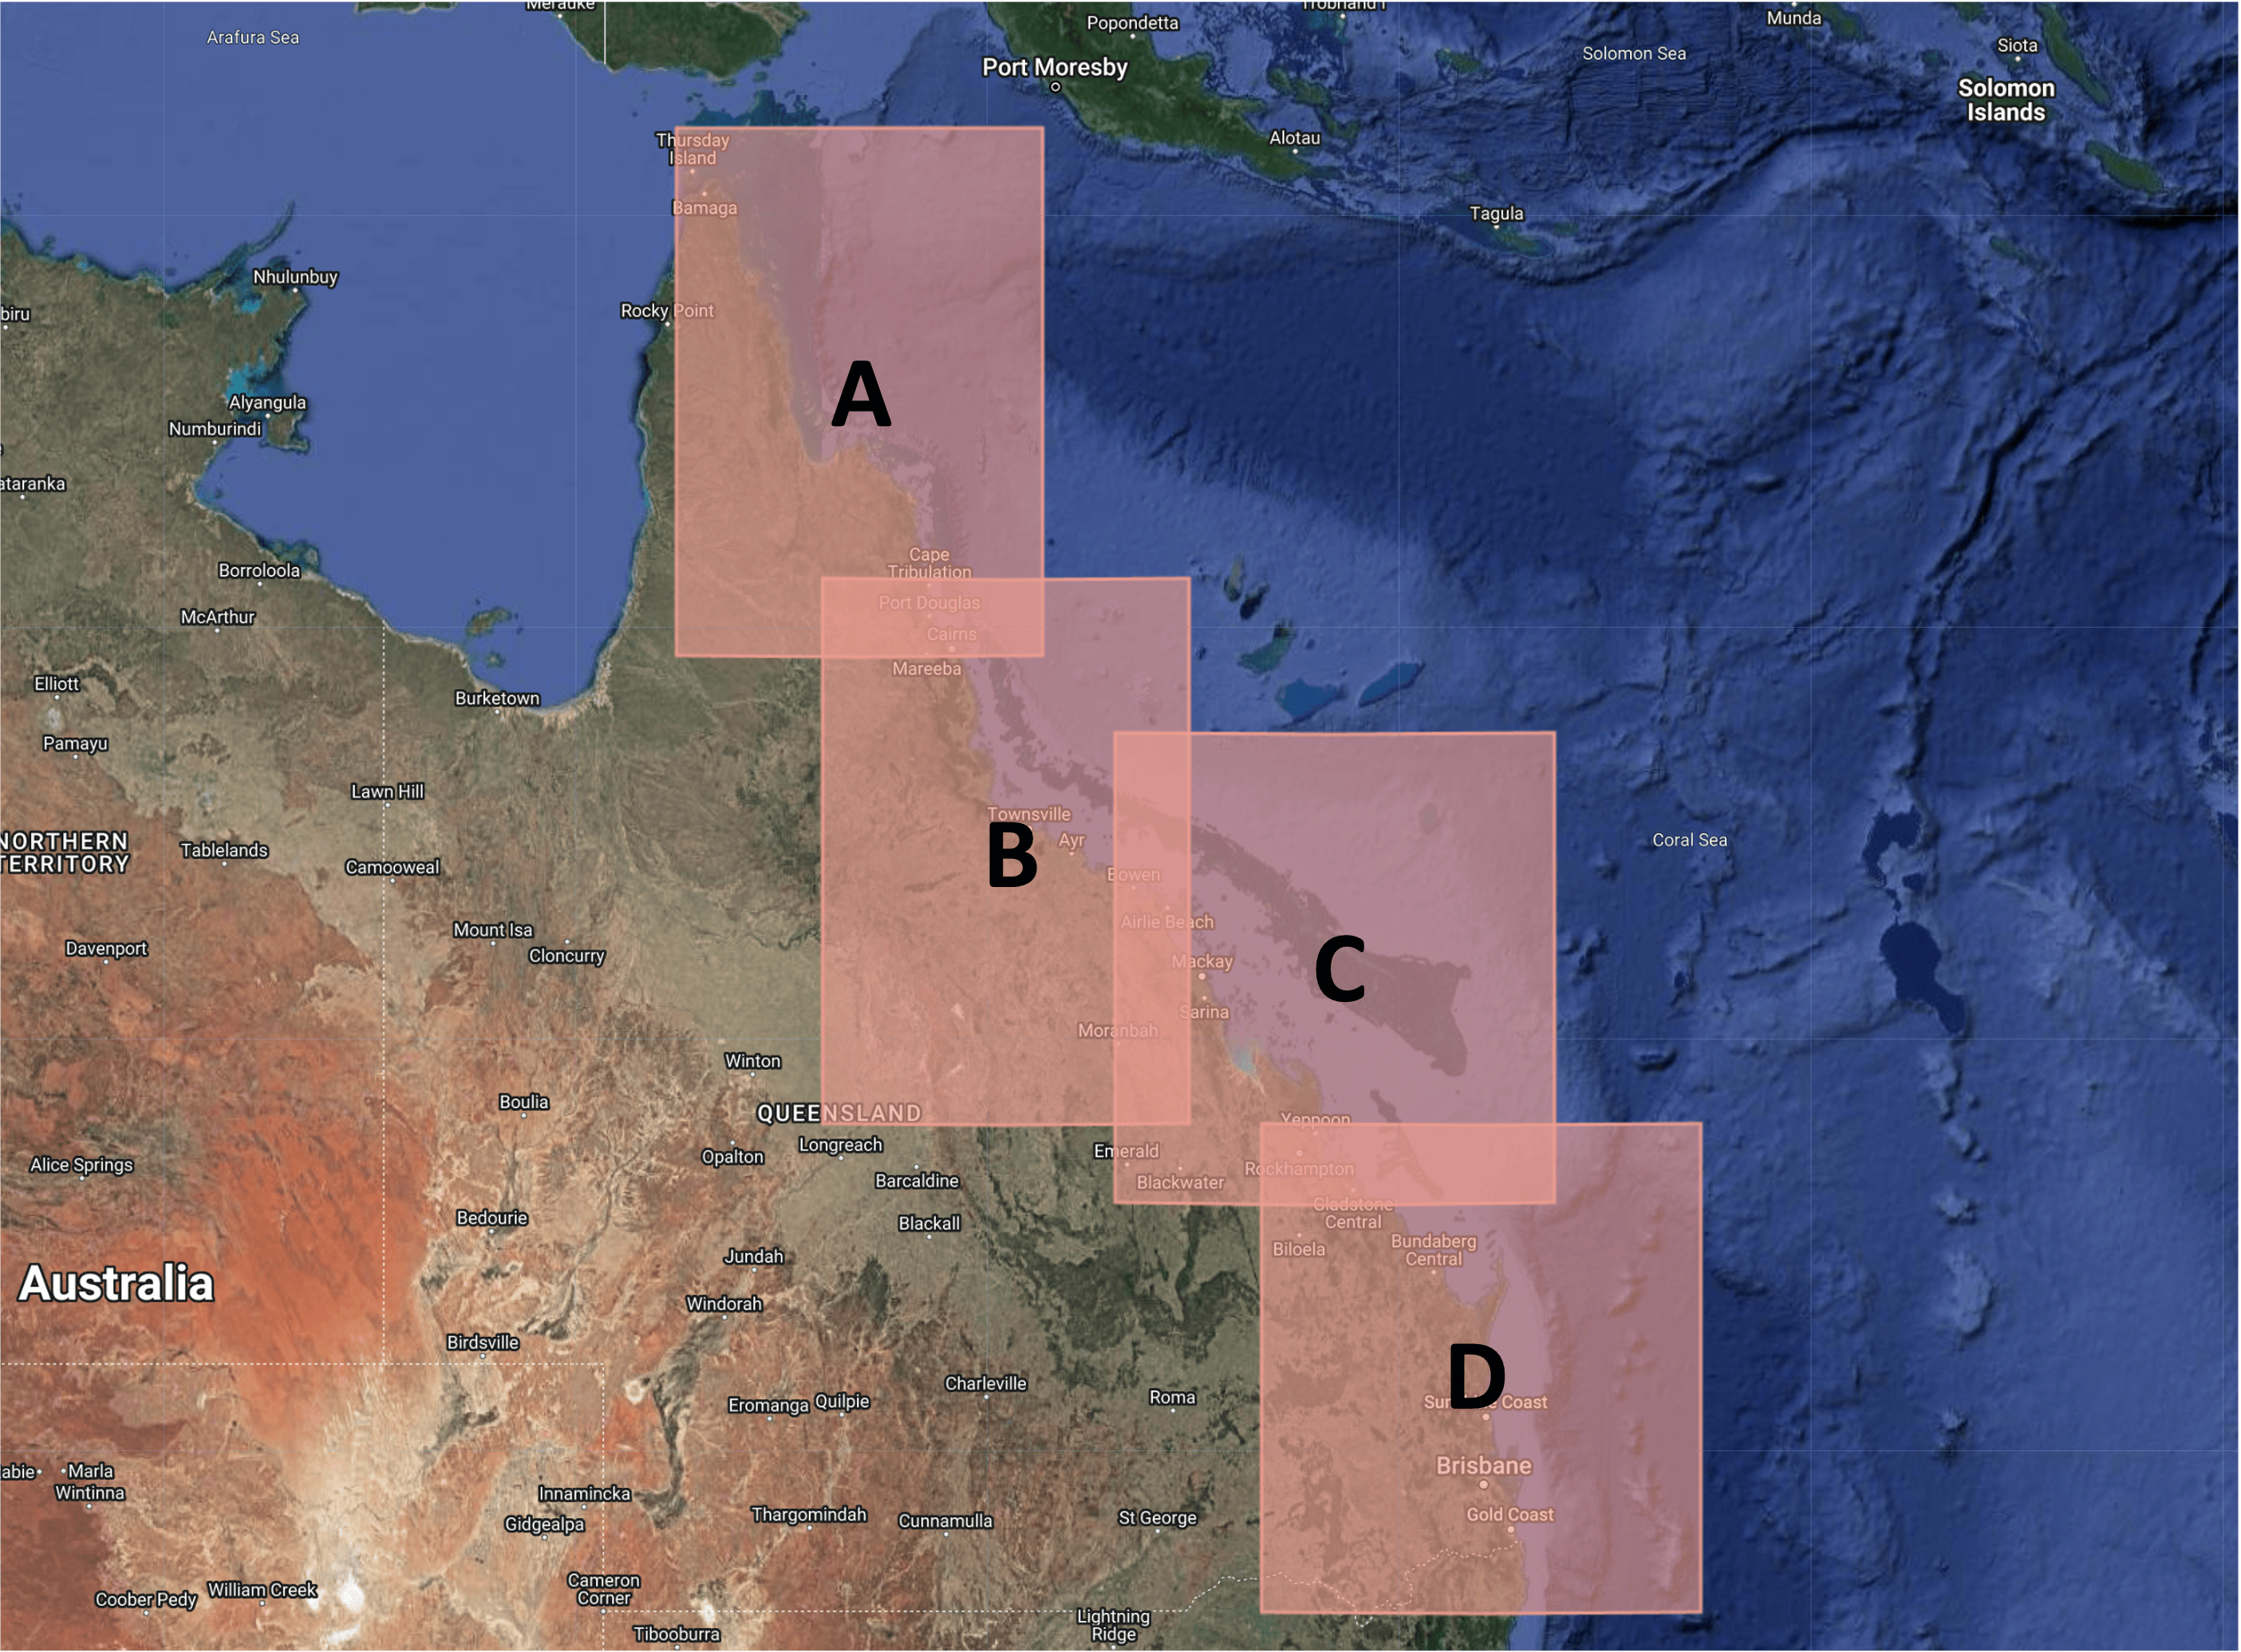 Merauke
Arafura Sea
Popondetta
Port Moresby
Solomon Sea
Munda
Siota
Solomon
Islands
Alotau
Thursday
Island
Bamaga
Tagula
Nhulunbuy
Rocky Point
biru
Alyangula
Numburindi
A
ataranka
Cape
Tribulation
Borroloola
Port Douglas
McArthur
Cairns
Mareeba
Elliott
Burketown
Pamayu
Lawn Hill
Townsville
NORTHERN
TERRITORY
Tablelands
Camooweal
B
Ayr
Coral Sea
Bowen
Airlie Beach
Mount Isa
Cloncurry
Davenport
Mackay
C
Sarina
Moranbah
Winton
Boulia
QUEENSLAND
Yeppoon
Longreach
Opalton
Emerald
Alice Springs
Rockhampton
Barcaldine
Blackwater
Gladstone
Central
Bedourie
Blackall
Bundaberg
Central
Biloela
Jundah
Australia
Windorah
Birdsville
D
Charleville
Roma
Eromanga
Quilpie
Coast
Brisbane
abie
Marla
Wintinna
Innamincka
Gidgealpa
Thargomindah
Cunnamulla
St George
Gold Coast
Coober Pedy
William Creek
Cameron
Corner
Lightning
Ridge
Tibooburra